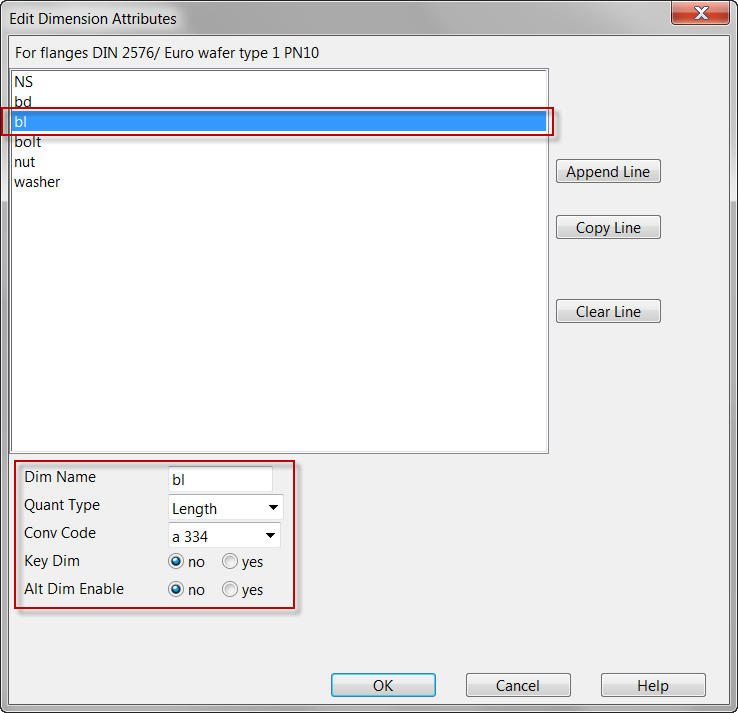 Edit Dimension Attributes
For flanges DIN 2576/ Euro wafer type 1 PN10
NS
bd
bl
bolt
nut
washer
Append Line
Copy Line
Clear Line
Dim Name bl
Quant Type Length
Conv Code a 334
Key Dim no yes
Alt Dim Enable no yes
OK Cancel Help